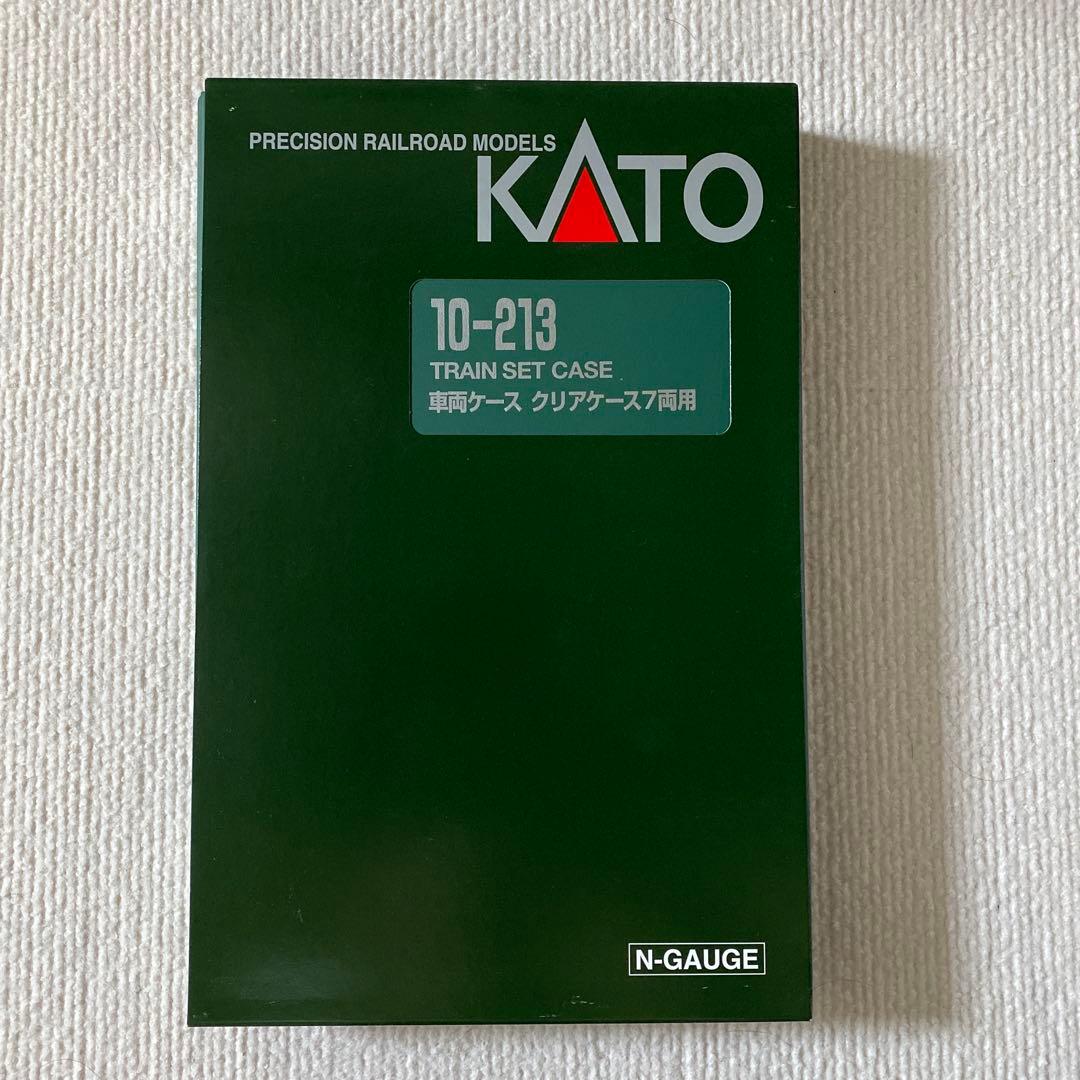 PRECISION RAILROAD MODELS
KATO
10-213
TRAIN SET CASE
車両ケース クリアケース7両用
N-GAUGE